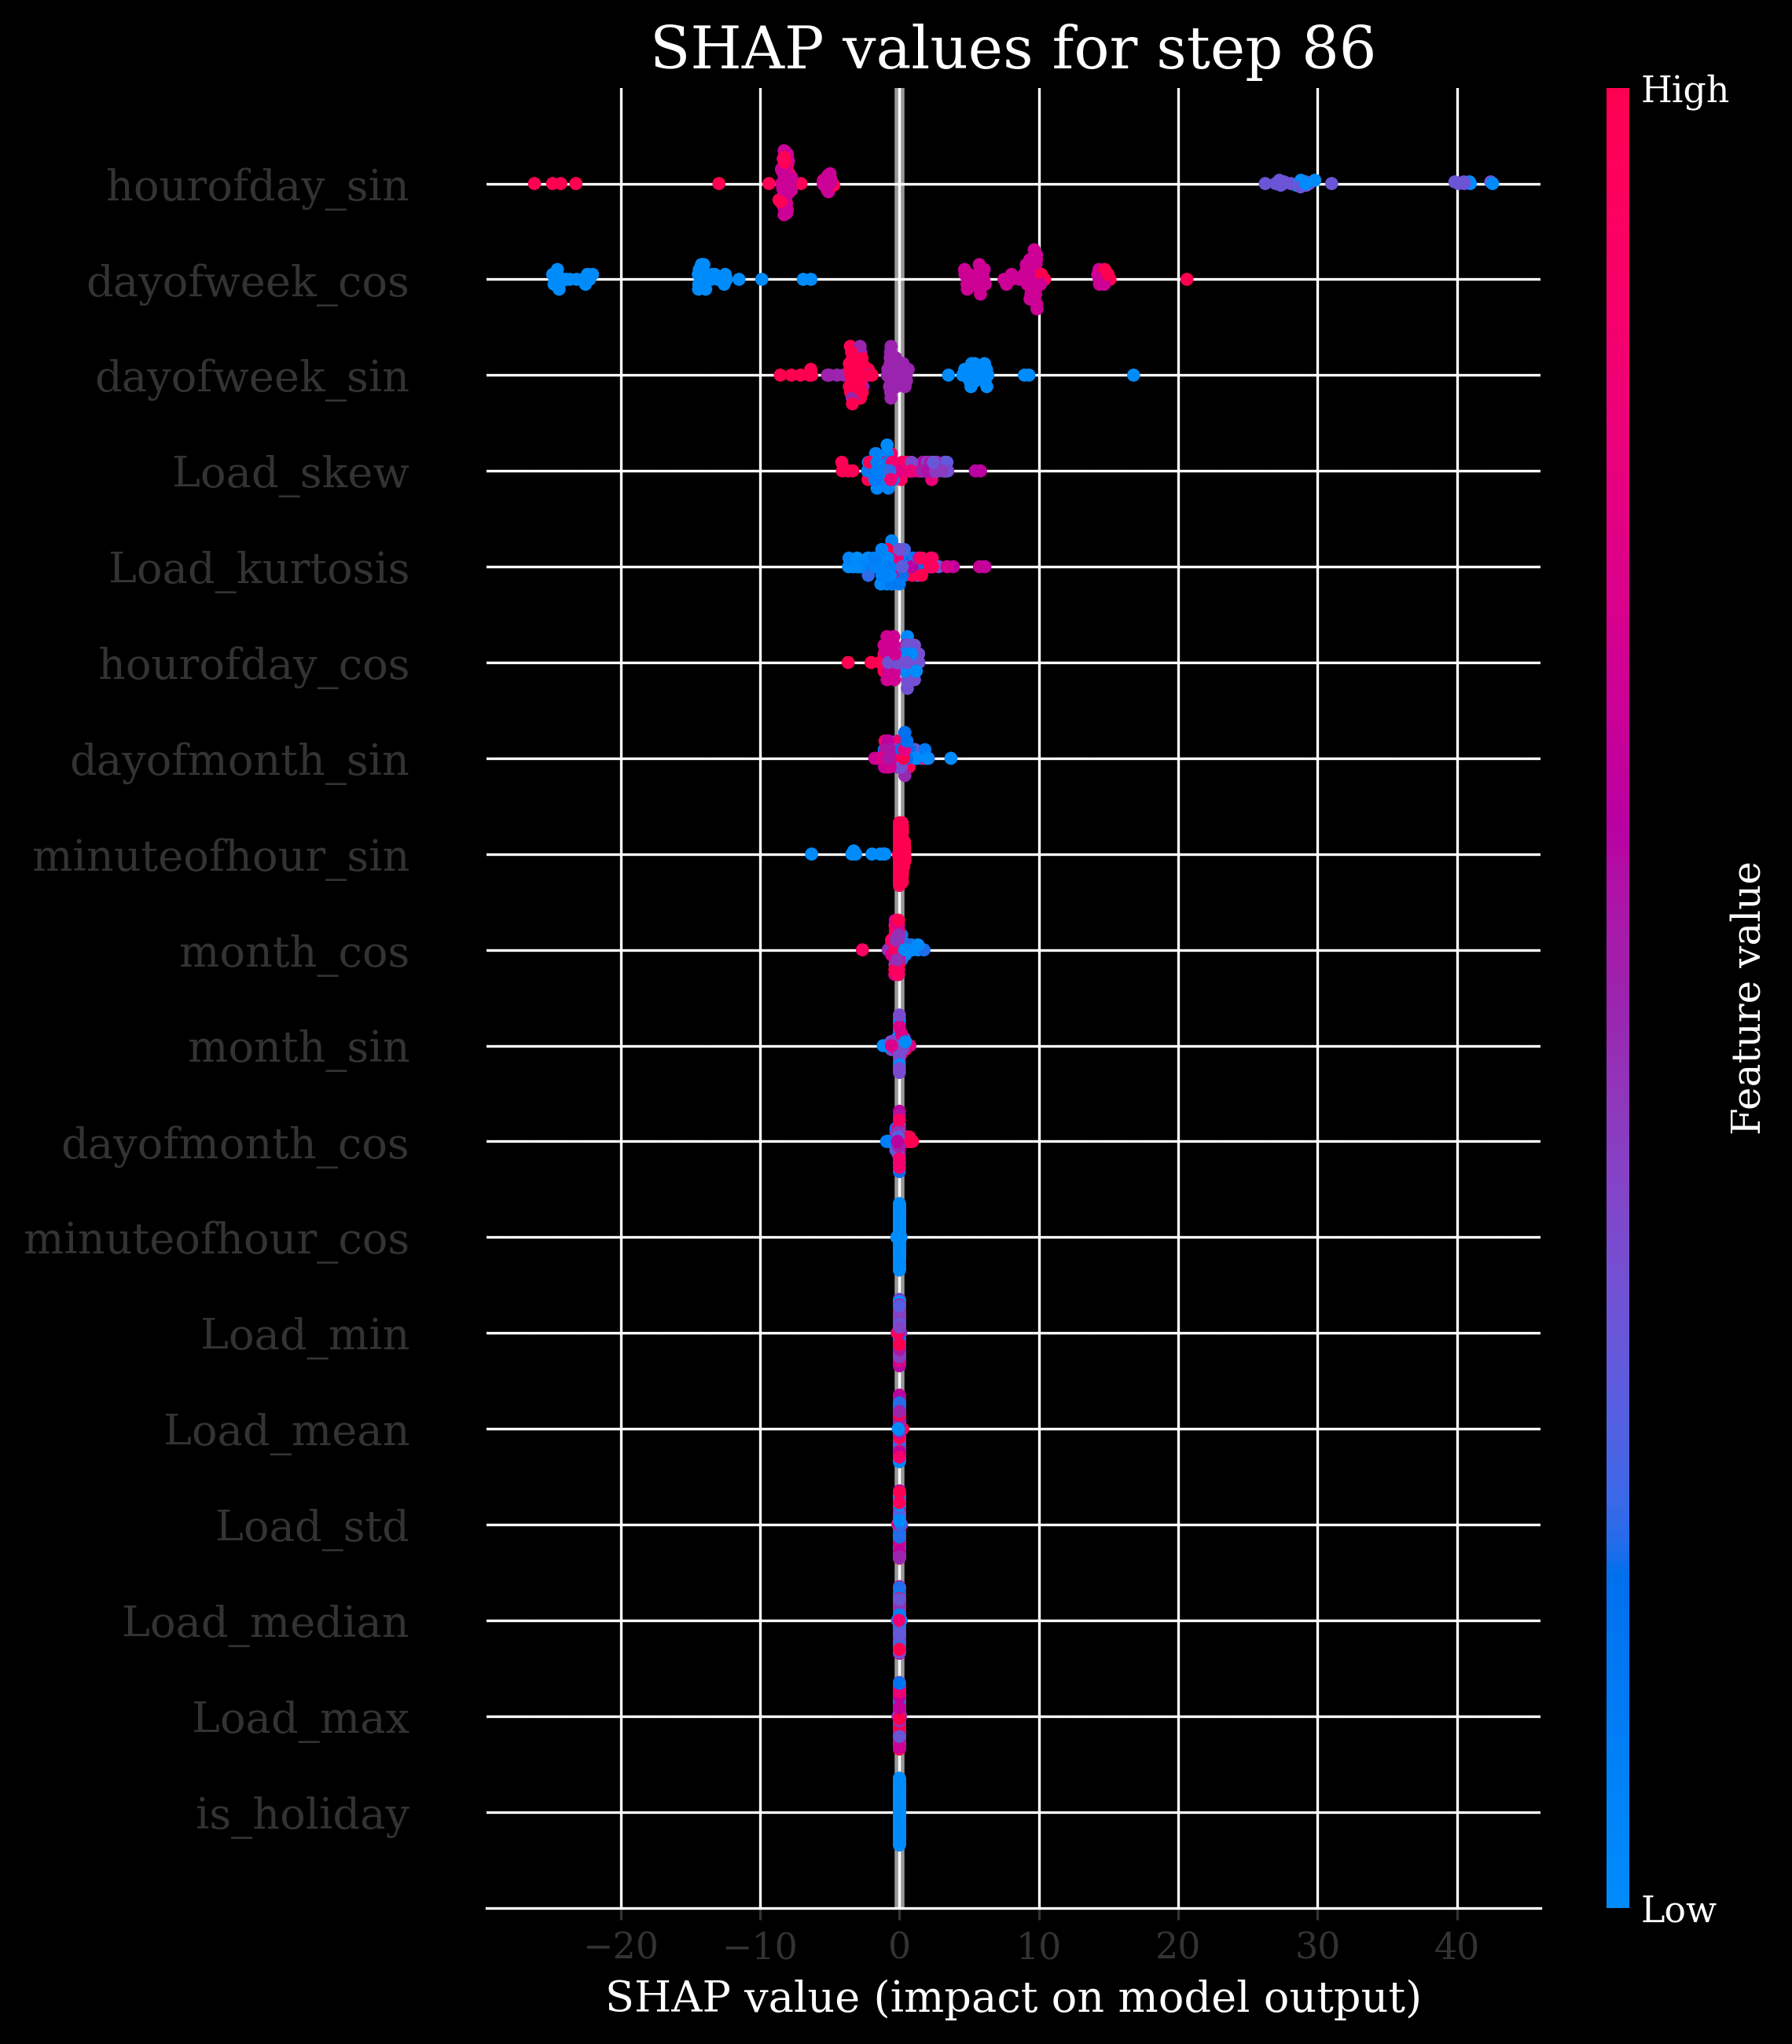 SHAP values for step 86
High
hourofday_sin
dayofweek_cos
dayofweek_sin
Load_skew
Load_kurtosis
hourofday_cos
dayofmonth_sin
minuteofhour_sin
month_cos
month_sin
dayofmonth_cos
minuteofhour_cos
Load_min
Load_mean
Load_std
Load_median
Load_max
is_holiday
Feature value
Low
−20 −10 0 10 20 30 40
SHAP value (impact on model output)